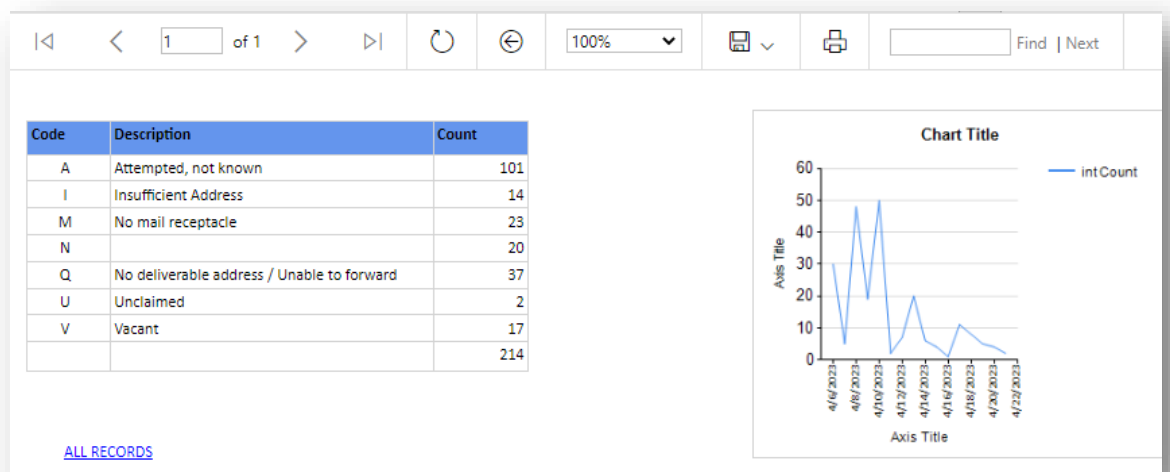 1 of 1 100% Find | Next
Code Description Count
A Attempted, not known 101
I Insufficient Address 14
M No mail receptacle 23
N 20
Q No deliverable address / Unable to forward 37
U Unclaimed 2
V Vacant 17
214
ALL RECORDS
Chart Title
intCount
60
50
40
30
20
10
0
Axis Title
4/6/2023
4/8/2023
4/10/2023
4/12/2023
4/14/2023
4/16/2023
4/18/2023
4/20/2023
4/22/2023
Axis Title